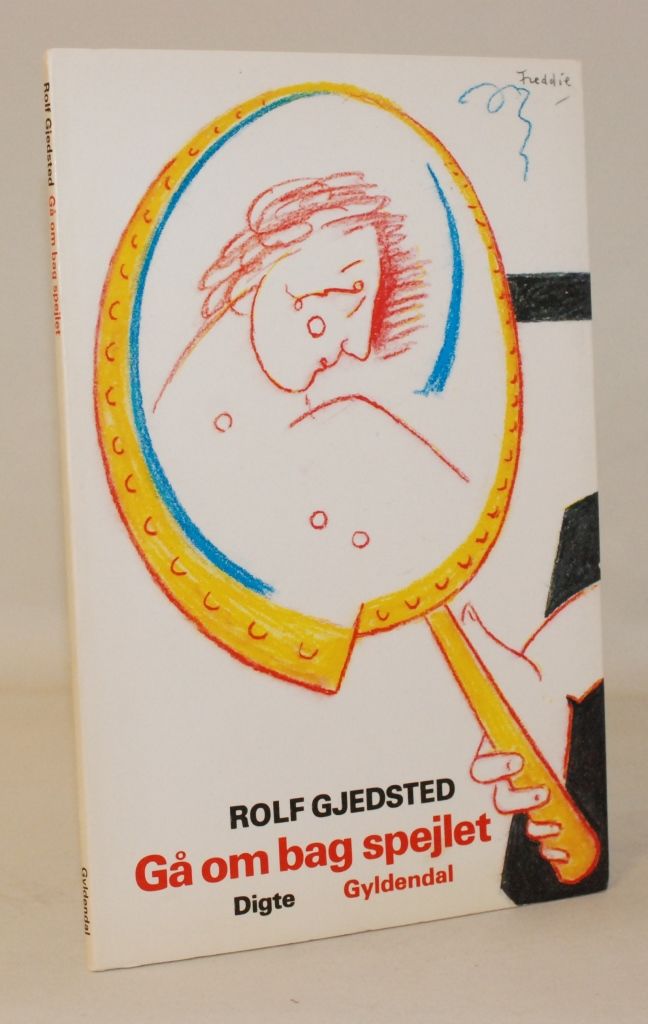 Freddie
ROLF GJEDSTED
Gå om bag spejlet
Digte Gyldendal
Rolf Gjedsted Gå om bag spejlet
Gyldendal